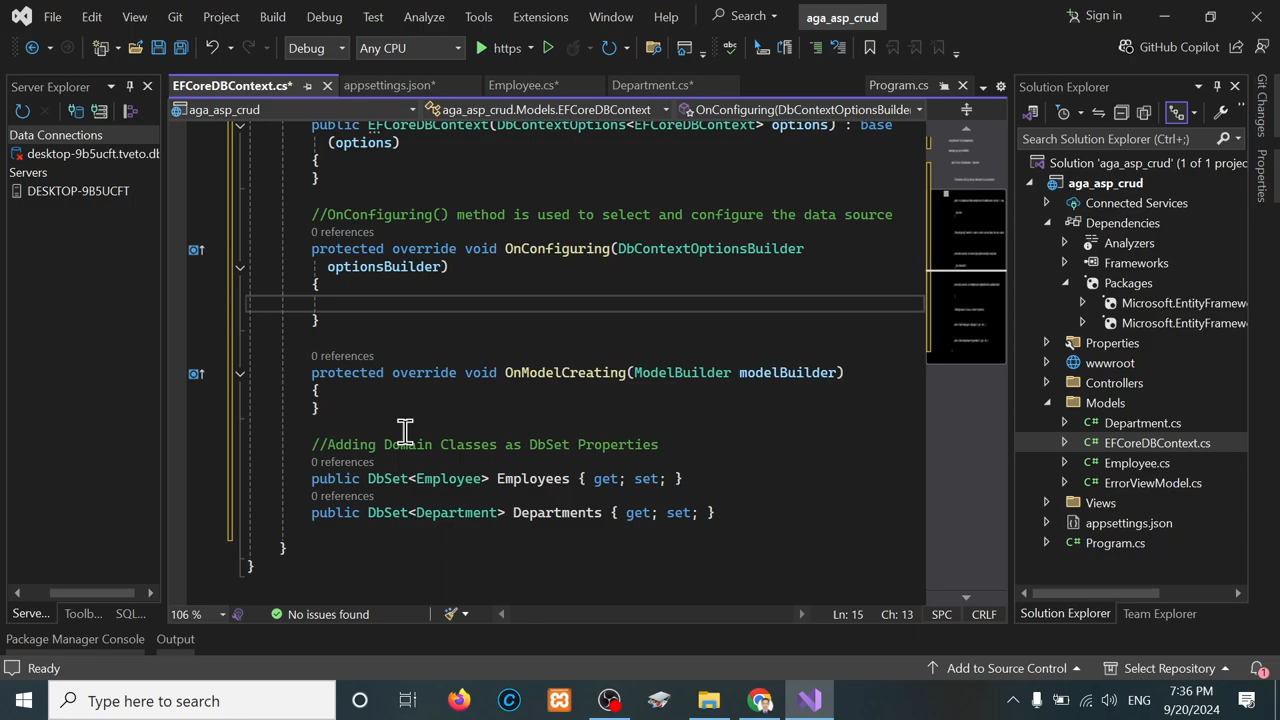 File Edit View Git Project Build Debug Test Analyze Tools Extensions Window Help Search aga_asp_crud Sign in
Debug Any CPU https GitHub Copilot
Server Explorer
EFCoreDBContext.cs* appsettings.json* Employee.cs* Department.cs* Program.cs
Solution Explorer
aga_asp_crud aga_asp_crud.Models.EFCoreDBContext OnConfiguring(DbContextOptionsBuilder
Search Solution Explorer (Ctrl+;)
Data Connections
desktop-9b5ucft.tveto.db
Servers
DESKTOP-9B5UCFT
public EFCoreDBContext(DbContextOptions<EFCoreDBContext> options) : base
(options)
{
}
//OnConfiguring() method is used to select and configure the data source
0 references
protected override void OnConfiguring(DbContextOptionsBuilder
optionsBuilder)
{
}
0 references
protected override void OnModelCreating(ModelBuilder modelBuilder)
{
}
//Adding Domain Classes as DbSet Properties
0 references
public DbSet<Employee> Employees { get; set; }
0 references
public DbSet<Department> Departments { get; set; }
}
}
Solution 'aga_asp_crud' (1 of 1 projec
aga_asp_crud
Connected Services
Dependencies
Analyzers
Frameworks
Packages
Microsoft.EntityFramew
Microsoft.EntityFramew
Properties
wwwroot
Controllers
Models
Department.cs
EFCoreDBContext.cs
Employee.cs
ErrorViewModel.cs
Views
appsettings.json
Program.cs
Git Changes
Properties
Serve... Toolb... SQL...
106 % No issues found Ln: 15 Ch: 13 SPC CRLF
Solution Explorer Team Explorer
Package Manager Console Output
Ready Add to Source Control Select Repository 1
Type here to search
ENG 7:36 PM
9/20/2024